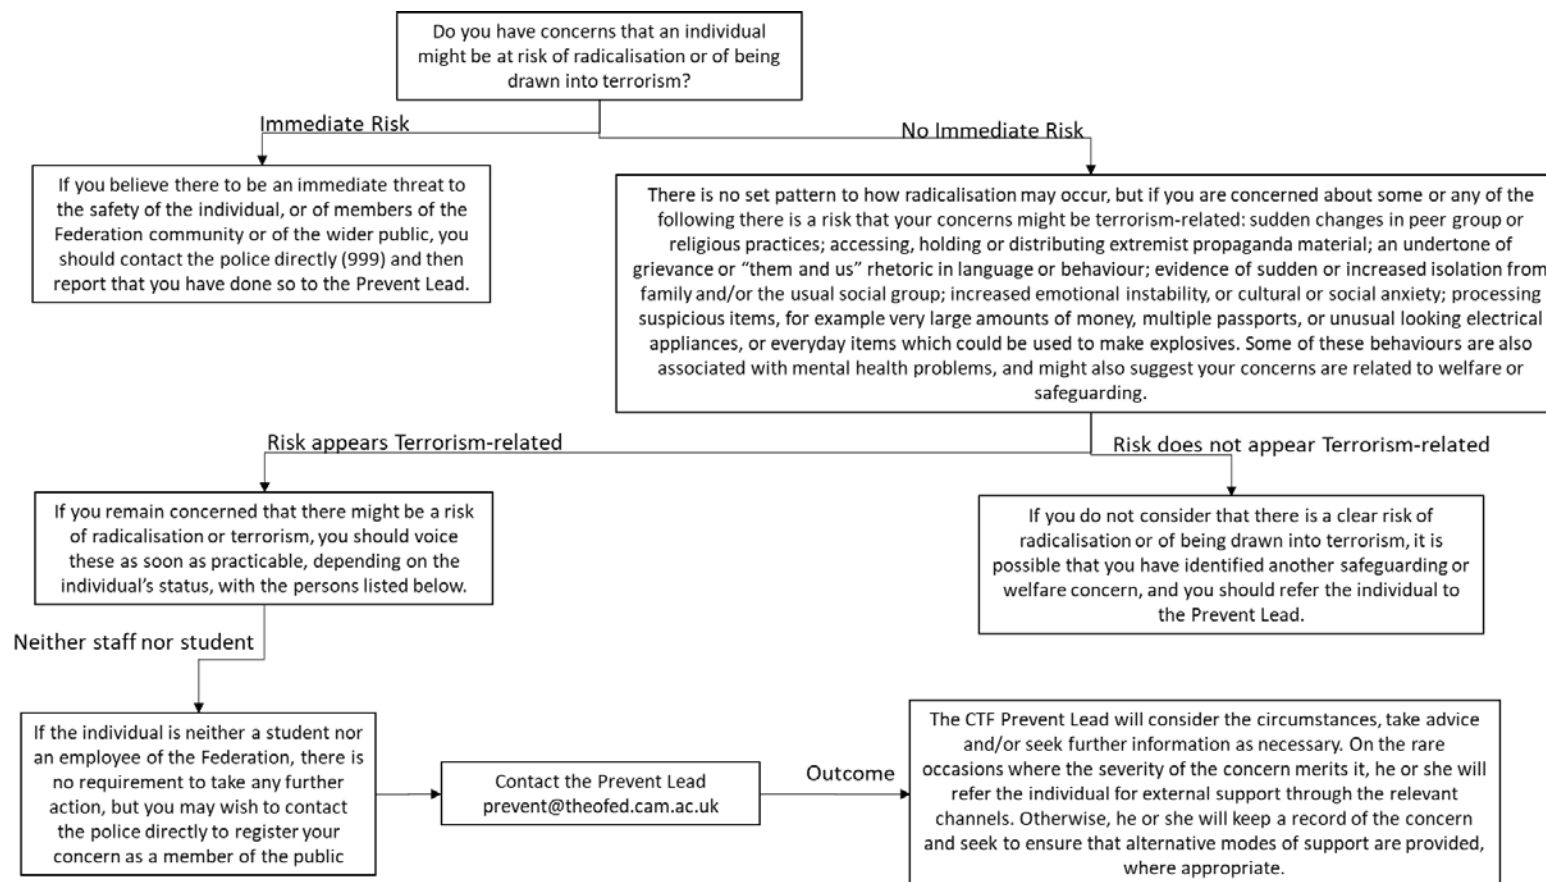 Do you have concerns that an individual
might be at risk of radicalisation or of being
drawn into terrorism?
Immediate Risk
No Immediate Risk
If you believe there to be an immediate threat to
the safety of the individual, or of members of the
Federation community or of the wider public, you
should contact the police directly (999) and then
report that you have done so to the Prevent Lead.
There is no set pattern to how radicalisation may occur, but if you are concerned about some or any of the
following there is a risk that your concerns might be terrorism-related: sudden changes in peer group or
religious practices; accessing, holding or distributing extremist propaganda material; an undertone of
grievance or “them and us” rhetoric in language or behaviour; evidence of sudden or increased isolation from
family and/or the usual social group; increased emotional instability, or cultural or social anxiety; processing
suspicious items, for example very large amounts of money, multiple passports, or unusual looking electrical
appliances, or everyday items which could be used to make explosives. Some of these behaviours are also
associated with mental health problems, and might also suggest your concerns are related to welfare or
safeguarding.
Risk appears Terrorism-related
Risk does not appear Terrorism-related
If you remain concerned that there might be a risk
of radicalisation or terrorism, you should voice
these as soon as practicable, depending on the
individual’s status, with the persons listed below.
If you do not consider that there is a clear risk of
radicalisation or of being drawn into terrorism, it is
possible that you have identified another safeguarding or
welfare concern, and you should refer the individual to
the Prevent Lead.
Neither staff nor student
If the individual is neither a student nor
an employee of the Federation, there is
no requirement to take any further
action, but you may wish to contact
the police directly to register your
concern as a member of the public
Contact the Prevent Lead
prevent@theofed.cam.ac.uk
Outcome
The CTF Prevent Lead will consider the circumstances, take advice
and/or seek further information as necessary. On the rare
occasions where the severity of the concern merits it, he or she will
refer the individual for external support through the relevant
channels. Otherwise, he or she will keep a record of the concern
and seek to ensure that alternative modes of support are provided,
where appropriate.